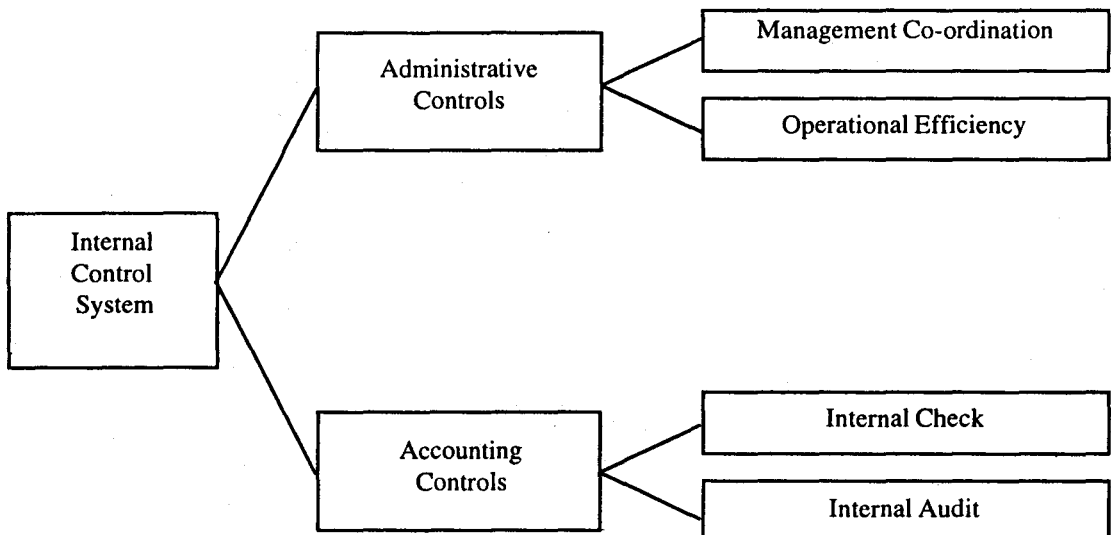 Management Co-ordination
Administrative
Controls
Operational Efficiency
Internal
Control
System
Internal Check
Accounting
Controls
Internal Audit